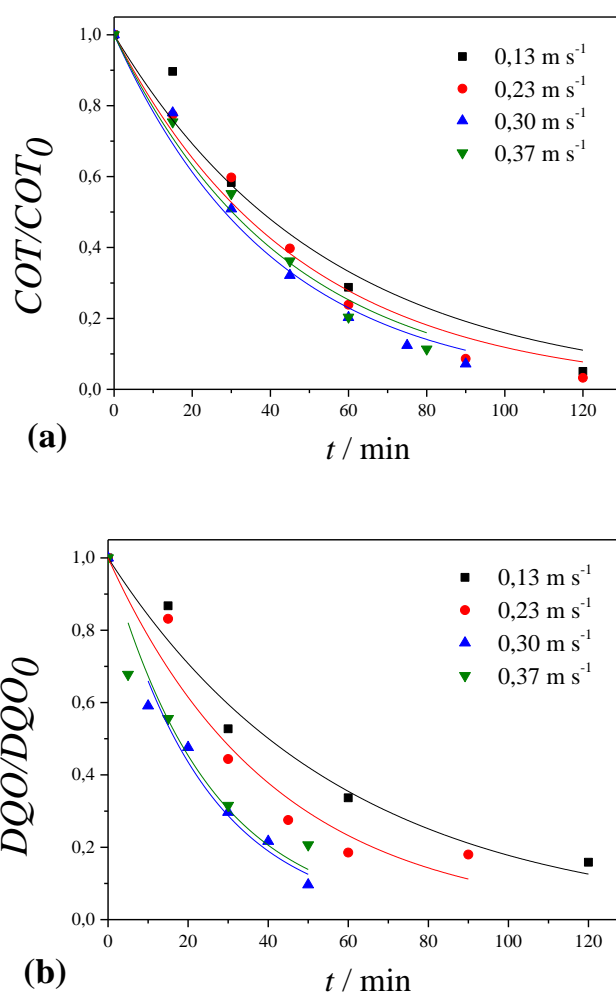 1,0
0,8
0,6
0,4
0,2
0,0
COT/COT0
0,13 m s-1
0,23 m s-1
0,30 m s-1
0,37 m s-1
0 20 40 60 80 100 120
(a)
t / min
1,0
0,8
0,6
0,4
0,2
0,0
DQO/DQO0
0,13 m s-1
0,23 m s-1
0,30 m s-1
0,37 m s-1
0 20 40 60 80 100 120
(b)
t / min